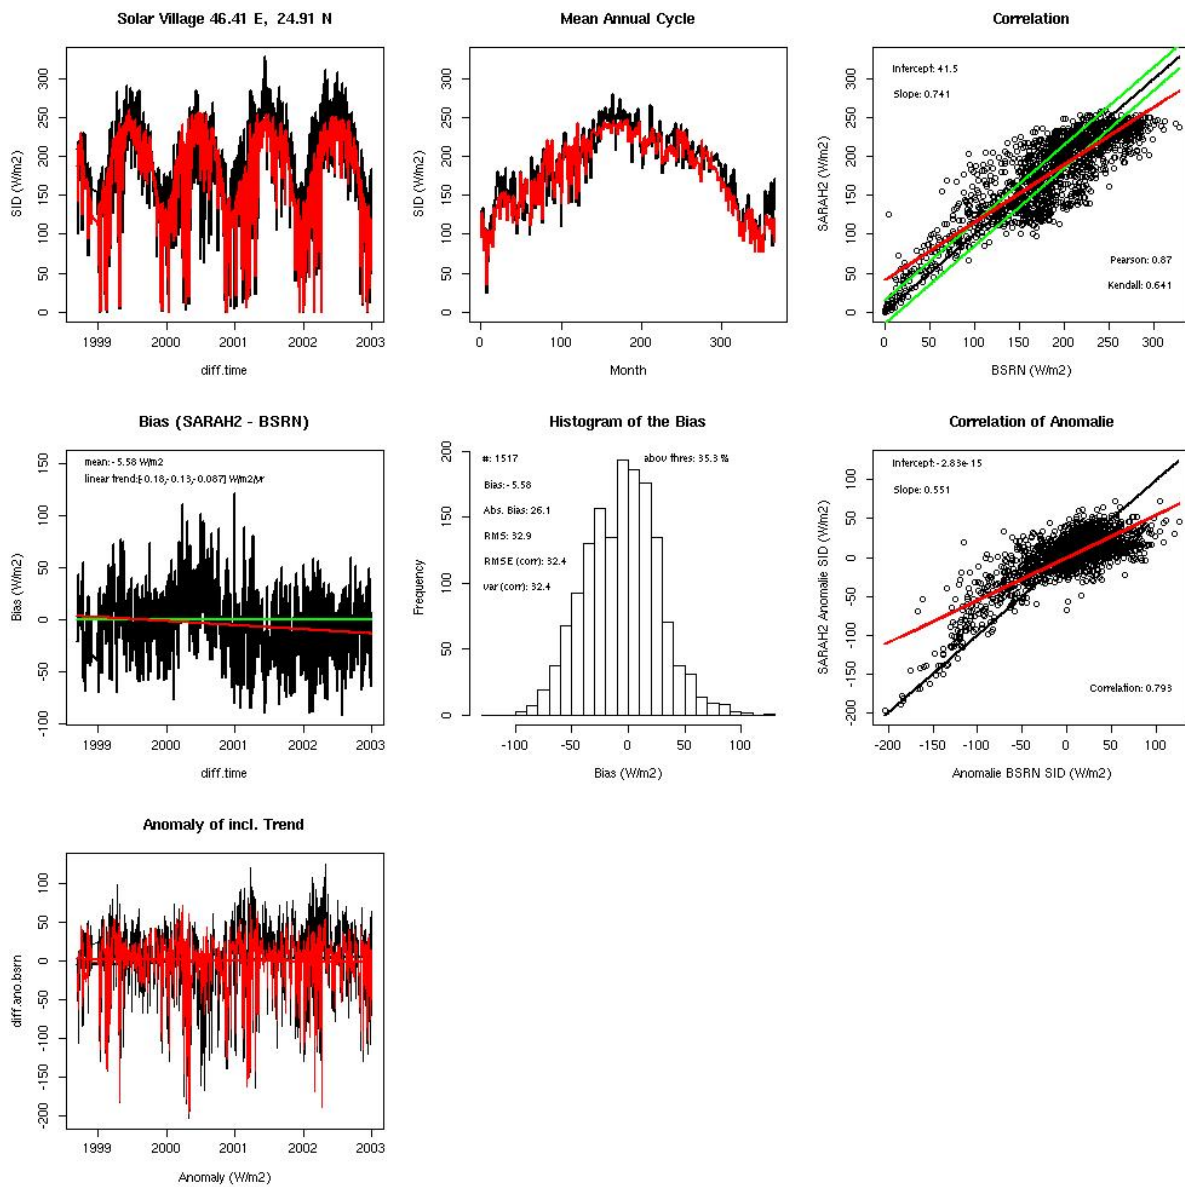 Solar Village 46.41 E, 24.91 N
SID (W/m2)
0 50 100 150 200 250 300
1999 2000 2001 2002 2003
diff.time
Mean Annual Cycle
SID (W/m2)
0 50 100 150 200 250 300
0 100 200 300
Month
Correlation
Intercept: 41.5
Slope: 0.741
SARAH2 (W/m2)
0 50 100 150 200 250 300
Pearson: 0.87
Kendall: 0.641
0 50 100 150 200 250 300
BSRN (W/m2)
Bias (SARAH2 - BSRN)
mean: -5.58 W/m2
linear trend:[-0.18,-0.13,-0.087] W/m2/yr
Bias (W/m2)
-100 -50 0 50 100 150
1999 2000 2001 2002 2003
diff.time
Histogram of the Bias
#: 1517
abov thres: 35.3 %
Bias: -5.58
Abs. Bias: 26.1
RMS: 32.9
RMSE (corr): 32.4
var (corr): 32.4
Frequency
0 50 100 150 200
-100 -50 0 50 100
Bias (W/m2)
Correlation of Anomalie
Intercept: -2.83e-15
Slope: 0.551
SARAH2 Anomalie SID (W/m2)
-200 -150 -100 -50 0 50 100
Correlation: 0.793
-200 -150 -100 -50 0 50 100
Anomalie BSRN SID (W/m2)
Anomaly of incl. Trend
diff.ano.bsrn
-200 -150 -100 -50 0 50 100
1999 2000 2001 2002 2003
Anomaly (W/m2)